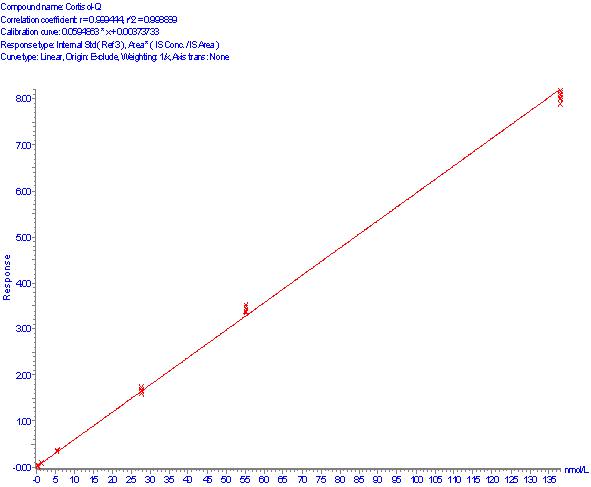 Compound name: Cortisol-Q
Correlation coefficient: r = 0.999444, r^2 = 0.998889
Calibration curve: 0.0594863 * x + 0.00373733
Response type: Internal Std ( Ref 3 ), Area * ( IS Conc. / IS Area )
Curve type: Linear, Origin: Exclude, Weighting: 1/x, Axis trans: None
8.00
7.00
6.00
5.00
Response
4.00
3.00
2.00
1.00
-0.00
-0 5 10 15 20 25 30 35 40 45 50 55 60 65 70 75 80 85 90 95 100 105 110 115 120 125 130 135 nmol/L